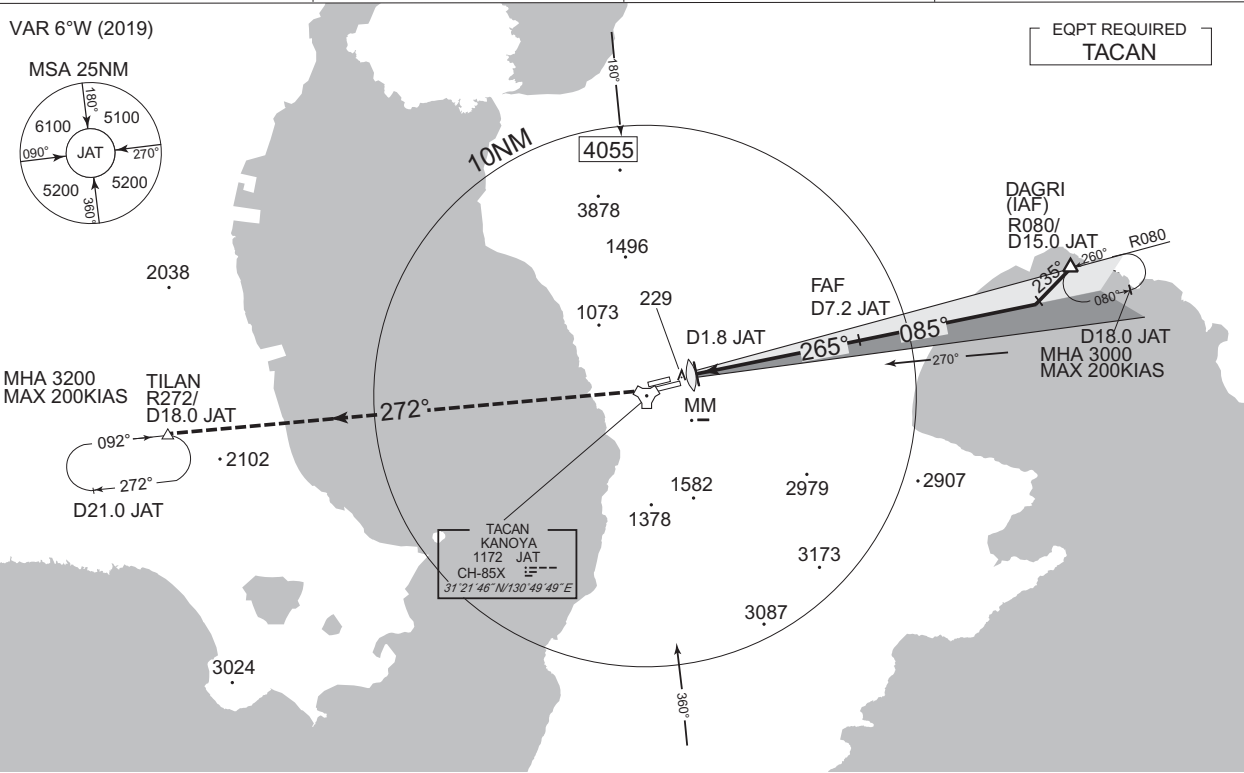 VAR 6°W (2019)
MSA 25NM
180°
6100
5100
090°
JAT
270°
5200
5200
360°
EQPT REQUIRED
TACAN
180°
10NM
4055
3878
1496
2038
229
1073
DAGRI
(IAF)
R080/
D15.0 JAT
260°
R080
235°
080°
FAF
D7.2 JAT
D1.8 JAT
265°
085°
D18.0 JAT
270°
MHA 3000
MAX 200KIAS
MM
MHA 3200
MAX 200KIAS
TILAN
R272/
D18.0 JAT
272°
092°
272°
D21.0 JAT
2102
1582
1378
2979
2907
TACAN
KANOYA
1172 JAT
CH-85X
31°21´46˝N/130°49´49˝E
3173
3087
3024
360°